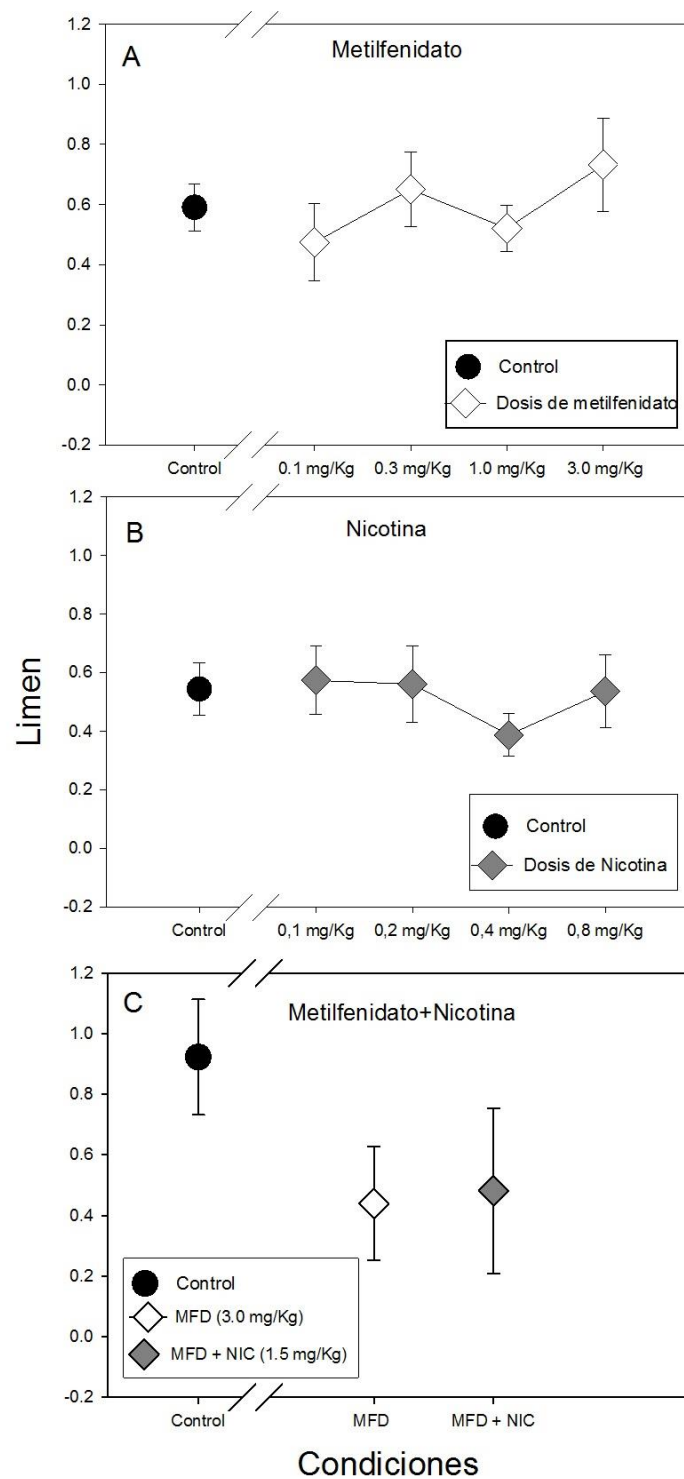 1.2
A
Metilfenidato
1.0
0.8
0.6
0.4
0.2
0.0
-0.2
Control
Dosis de metilfenidato
Control
0.1 mg/Kg
0.3 mg/Kg
1.0 mg/Kg
3.0 mg/Kg
1.2
B
Nicotina
1.0
0.8
0.6
0.4
0.2
0.0
-0.2
Limen
Control
Dosis de Nicotina
Control
0,1 mg/Kg
0,2 mg/Kg
0,4 mg/Kg
0,8 mg/Kg
1.2
C
Metilfenidato+Nicotina
1.0
0.8
0.6
0.4
0.2
0.0
-0.2
Control
MFD (3.0 mg/Kg)
MFD + NIC (1.5 mg/Kg)
Control
MFD
MFD + NIC
Condiciones